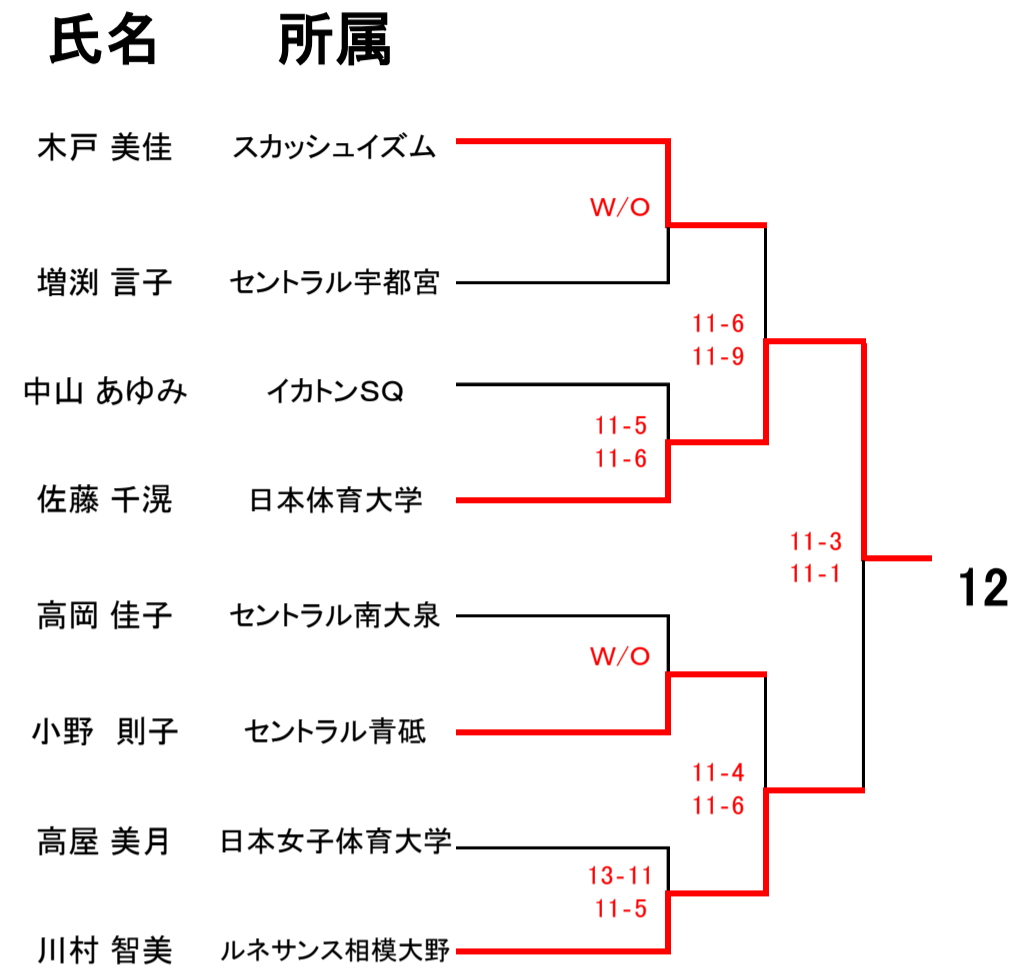 氏名 所属
木戸 美佳 スカッシュイズム
W/O
増渕 言子 セントラル宇都宮
11-6
11-9
中山 あゆみ イカトンSQ
11-5
11-6
佐藤 千滉 日本体育大学
11-3
11-1
12
高岡 佳子 セントラル南大泉
W/O
小野 則子 セントラル青砥
11-4
11-6
高屋 美月 日本女子体育大学
13-11
11-5
川村 智美 ルネサンス相模大野